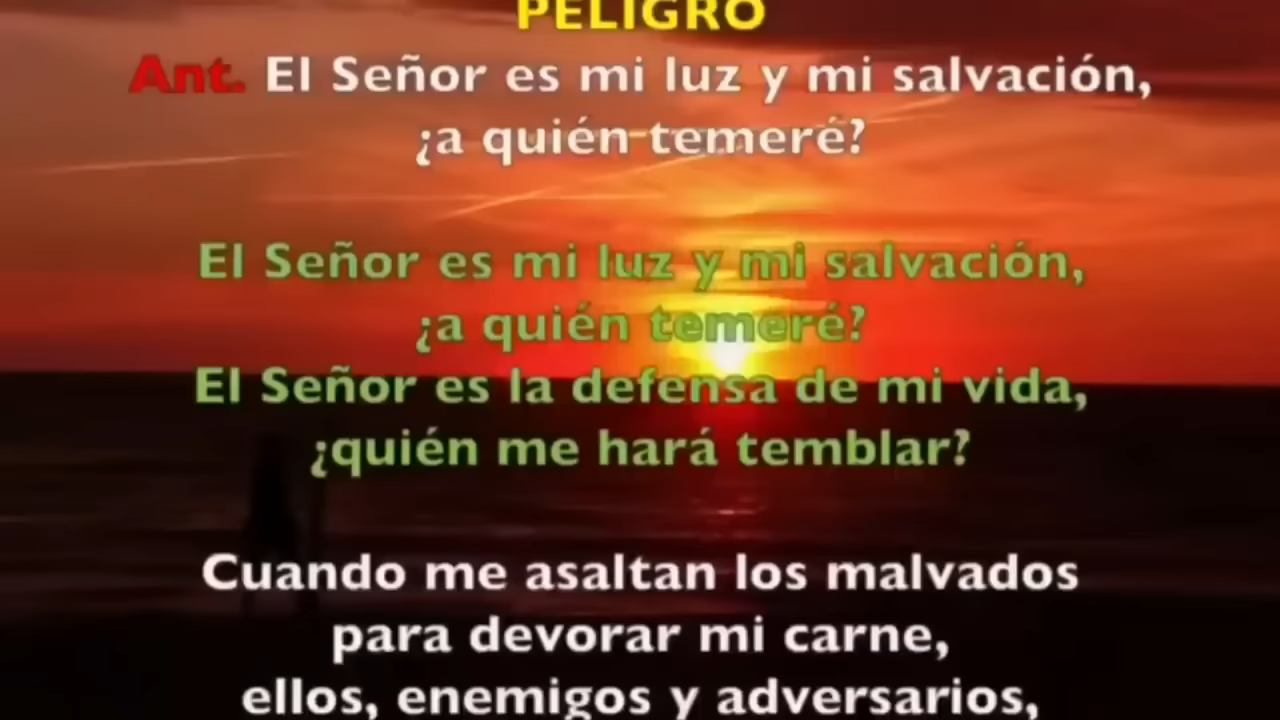 PELIGRO
Ant. El Señor es mi luz y mi salvación,
¿a quién temeré?
El Señor es mi luz y mi salvación,
¿a quién temeré?
El Señor es la defensa de mi vida,
¿quién me hará temblar?
Cuando me asaltan los malvados
para devorar mi carne,
ellos, enemigos y adversarios,